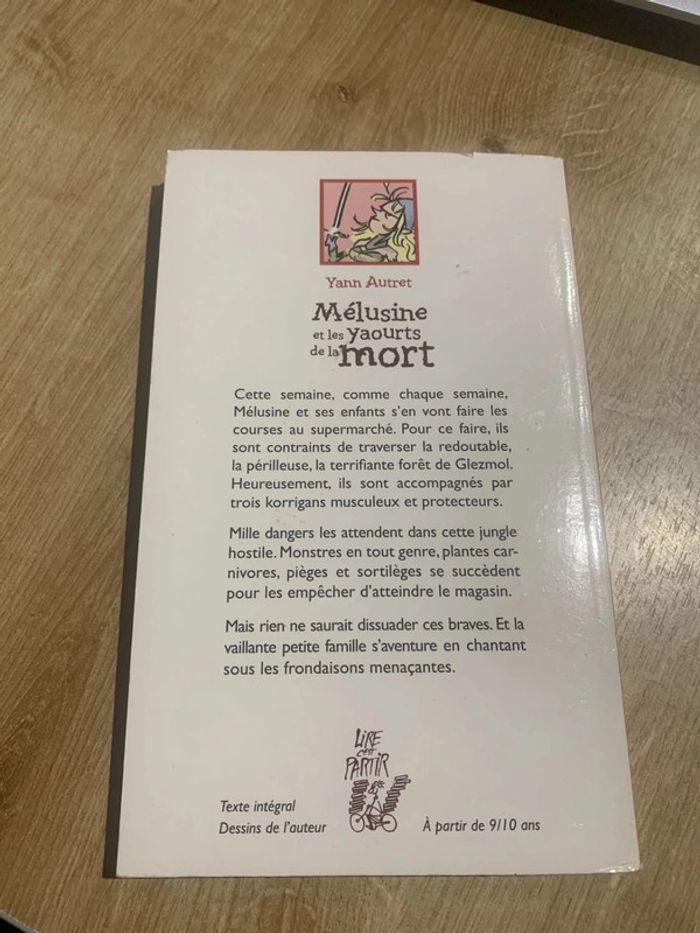 Yann Autret
Mélusine
et les yaourts
de la mort
Cette semaine, comme chaque semaine,
Mélusine et ses enfants s'en vont faire les
courses au supermarché. Pour ce faire, ils
sont contraints de traverser la redoutable,
la périlleuse, la terrifiante forêt de Glezmol.
Heureusement, ils sont accompagnés par
trois korrigans musculeux et protecteurs.
Mille dangers les attendent dans cette jungle
hostile. Monstres en tout genre, plantes car-
nivores, pièges et sortilèges se succèdent
pour les empêcher d'atteindre le magasin.
Mais rien ne saurait dissuader ces braves. Et la
vaillante petite famille s'aventure en chantant
sous les frondaisons menaçantes.
LIRE
C'EST
PARTIR
Texte intégral
Dessins de l'auteur
À partir de 9/10 ans